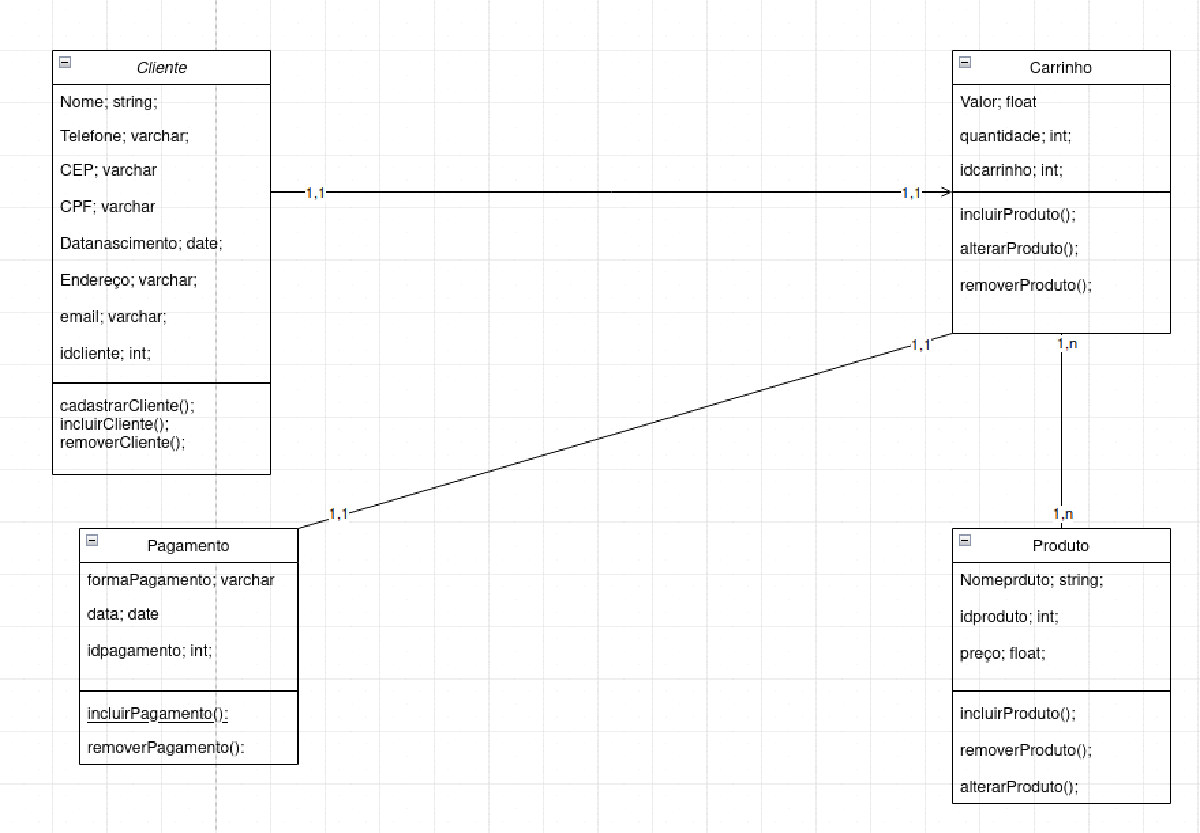 Cliente
Nome; string;
Telefone; varchar;
CEP; varchar
CPF; varchar
Datanascimento; date;
Endereço; varchar;
email; varchar;
idcliente; int;
cadastrarCliente();
incluirCliente();
removerCliente();
1,1
1,1
Carrinho
Valor; float
quantidade; int;
idcarrinho; int;
incluirProduto();
alterarProduto();
removerProduto();
1,1
1,n
1,1
1,n
Pagamento
formaPagamento; varchar
data; date
idpagamento; int;
incluirPagamento():
removerPagamento():
Produto
Nomeprduto; string;
idproduto; int;
preço; float;
incluirProduto();
removerProduto();
alterarProduto();